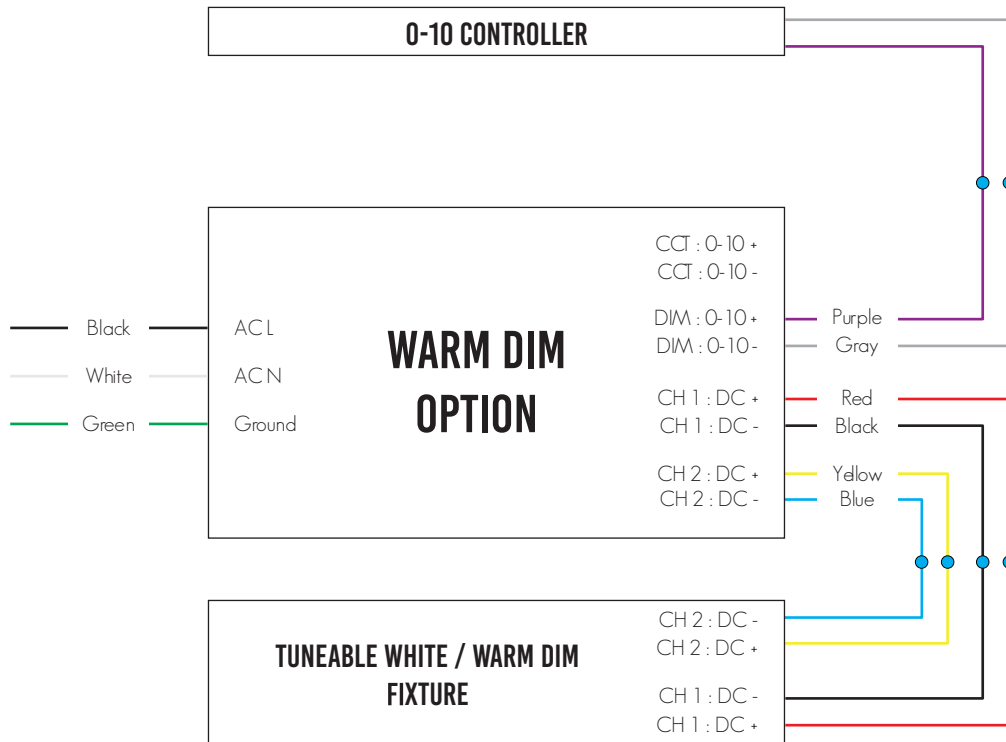 0-10 CONTROLLER
CCT : 0-10 +
CCT : 0-10 -
DIM : 0-10 + Purple
DIM : 0-10 - Gray
Black AC L
WARM DIM
OPTION
White AC N
Green Ground
CH 1 : DC + Red
CH 1 : DC - Black
CH 2 : DC + Yellow
CH 2 : DC - Blue
TUNEABLE WHITE / WARM DIM
FIXTURE
CH 2 : DC -
CH 2 : DC +
CH 1 : DC -
CH 1 : DC +